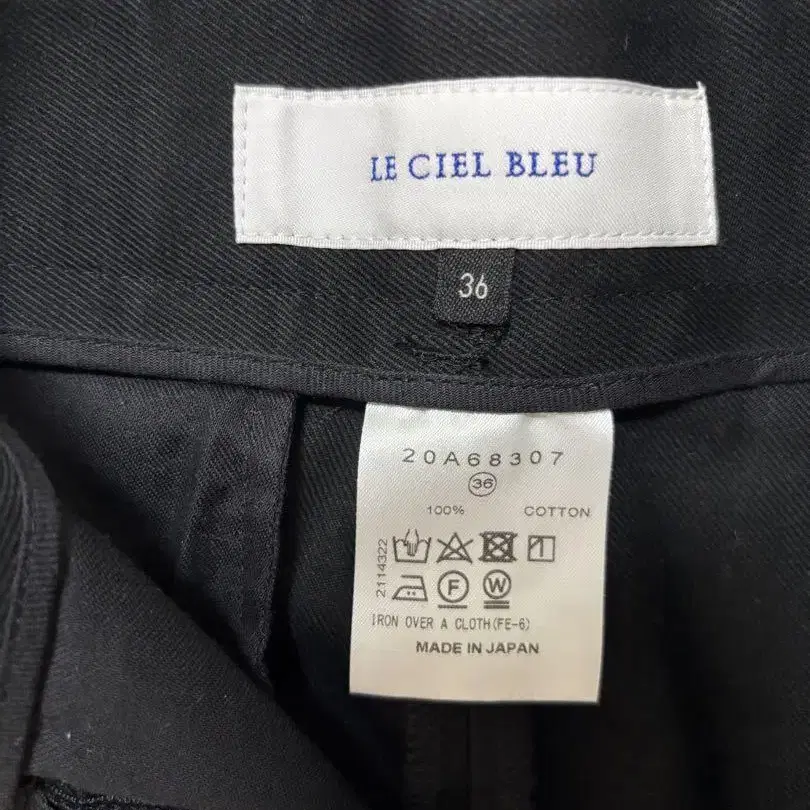 LE CIEL BLEU
36
20A68307
36
100% COTTON
2114322
F W
IRON OVER A CLOTH(FE-6)
MADE IN JAPAN